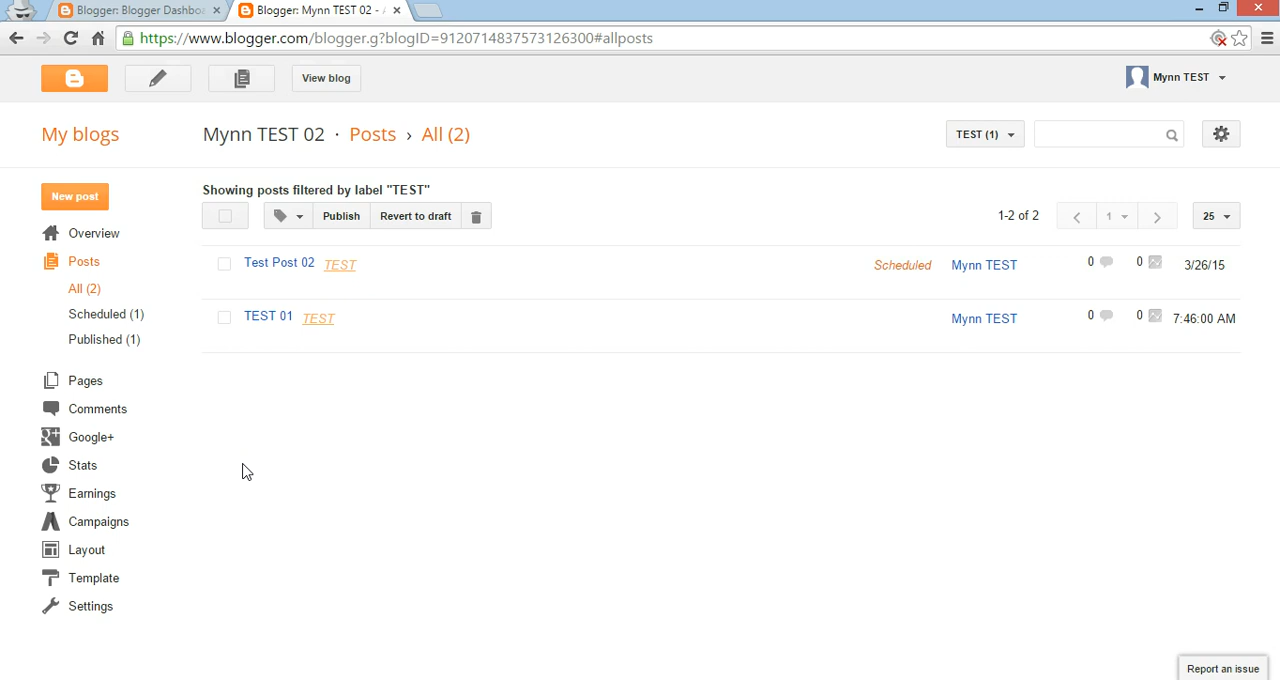 Blogger: Blogger Dashboa
Blogger: Mynn TEST 02 -
https://www.blogger.com/blogger.g?blogID=9120714837573126300#allposts
View blog
Mynn TEST
My blogs
Mynn TEST 02 · Posts › All (2)
TEST (1)
Showing posts filtered by label "TEST"
New post
Publish
Revert to draft
1-2 of 2
1
25
Overview
Posts
All (2)
Scheduled (1)
Published (1)
Pages
Comments
Google+
Stats
Earnings
Campaigns
Layout
Template
Settings
Test Post 02 TEST Scheduled Mynn TEST 0 0 3/26/15
TEST 01 TEST Mynn TEST 0 0 7:46:00 AM
Report an issue